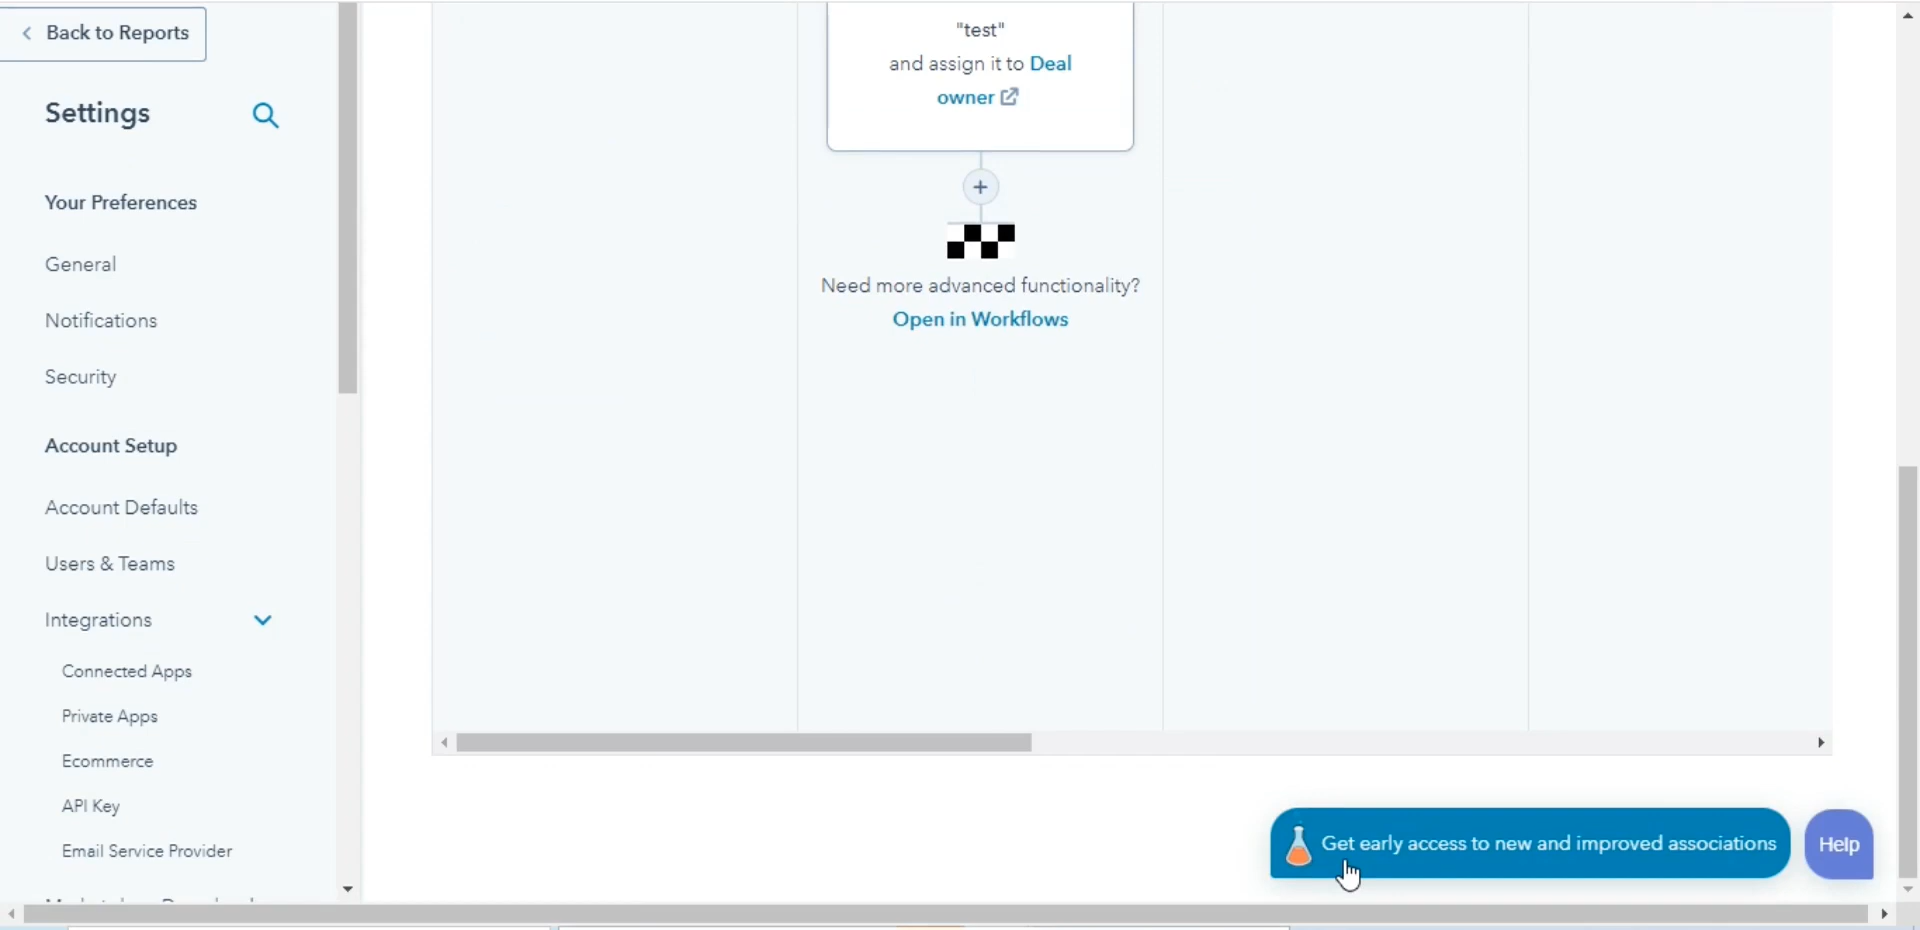 Back to Reports
Settings
Your Preferences
General
Notifications
Security
Account Setup
Account Defaults
Users & Teams
Integrations
Connected Apps
Private Apps
Ecommerce
API Key
Email Service Provider
"test"
and assign it to Deal
owner
Need more advanced functionality?
Open in Workflows
Get early access to new and improved associations
Help